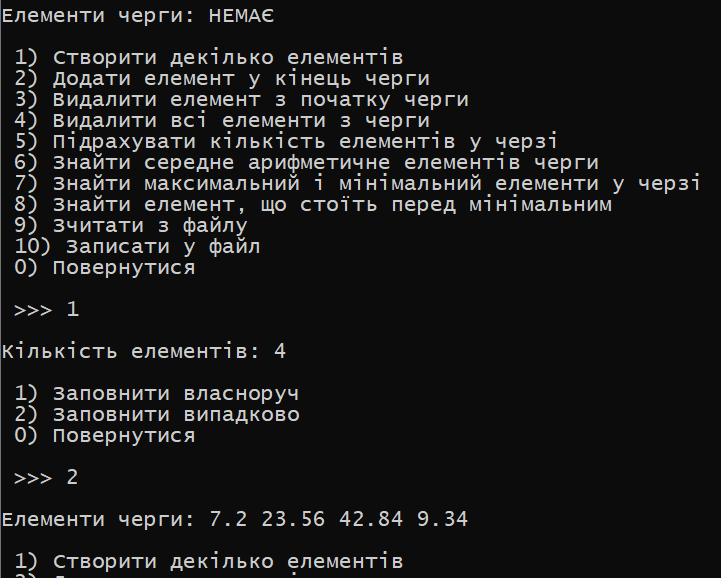 Елементи черги: НЕМАЄ
1) Створити декілько елементів
2) Додати елемент у кінець черги
3) Видалити елемент з початку черги
4) Видалити всі елементи з черги
5) Підрахувати кількість елементів у черзі
6) Знайти середне арифметичне елементів черги
7) Знайти максимальний і мінімальний елементи у черзі
8) Знайти елемент, що стоїть перед мінімальним
9) Зчитати з файлу
10) Записати у файл
0) Повернутися
>>> 1
Кількість елементів: 4
1) Заповнити власноруч
2) Заповнити випадково
0) Повернутися
>>> 2
Елементи черги: 7.2 23.56 42.84 9.34
1) Створити декілько елементів